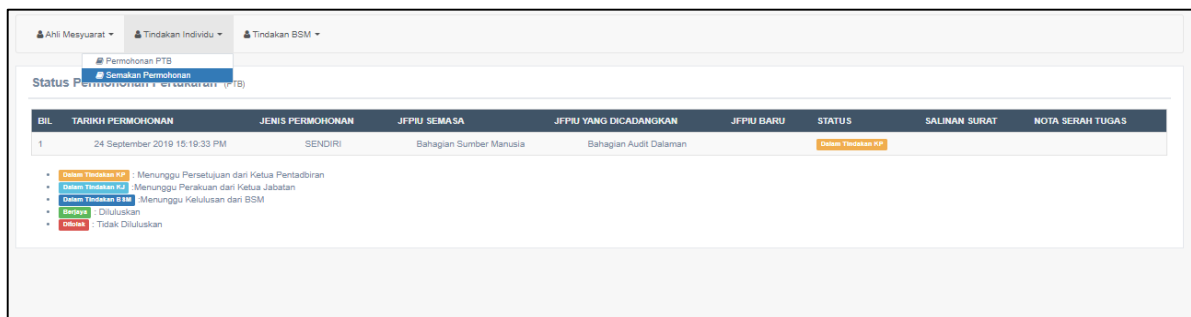 Ahli Mesyuarat Tindakan Individu Tindakan BSM
Permohonan PTB
Semakan Permohonan
Status Permohonan Pertukaran (PTB)
BIL TARIKH PERMOHONAN JENIS PERMOHONAN JFPIU SEMASA JFPIU YANG DICADANGKAN JFPIU BARU STATUS SALINAN SURAT NOTA SERAH TUGAS
1 24 September 2019 15:19:33 PM SENDIRI Bahagian Sumber Manusia Bahagian Audit Dalaman Dalam Tindakan KP
Dalam Tindakan KP : Menunggu Persetujuan dari Ketua Pentadbiran
Dalam Tindakan KJ :Menunggu Perakuan dari Ketua Jabatan
Dalam Tindakan BSM :Menunggu Kelulusan dari BSM
Berjaya : Diluluskan
Ditolak : Tidak Diluluskan